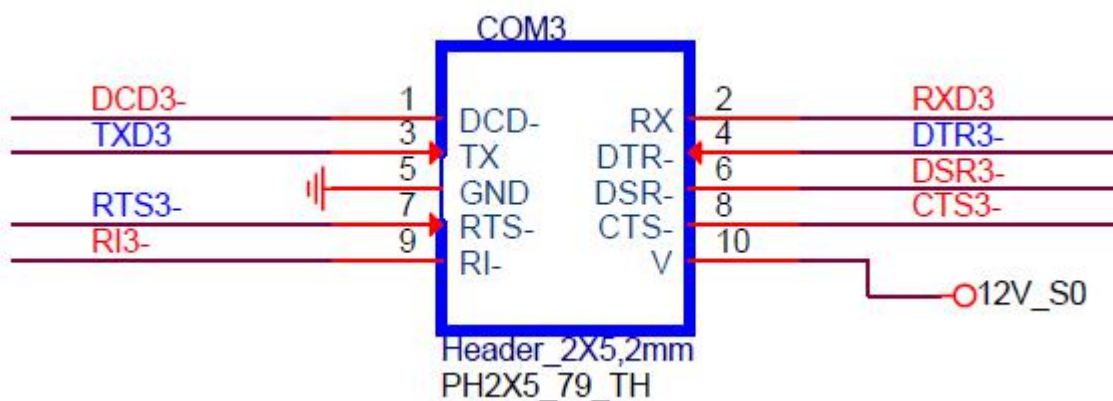 COM3
DCD3- 1 DCD- RX 2 RXD3
TXD3 3 TX DTR- 4 DTR3-
5 GND DSR- 6 DSR3-
RTS3- 7 RTS- CTS- 8 CTS3-
RI3- 9 RI- V 10
12V_S0
Header_2X5,2mm
PH2X5_79_TH